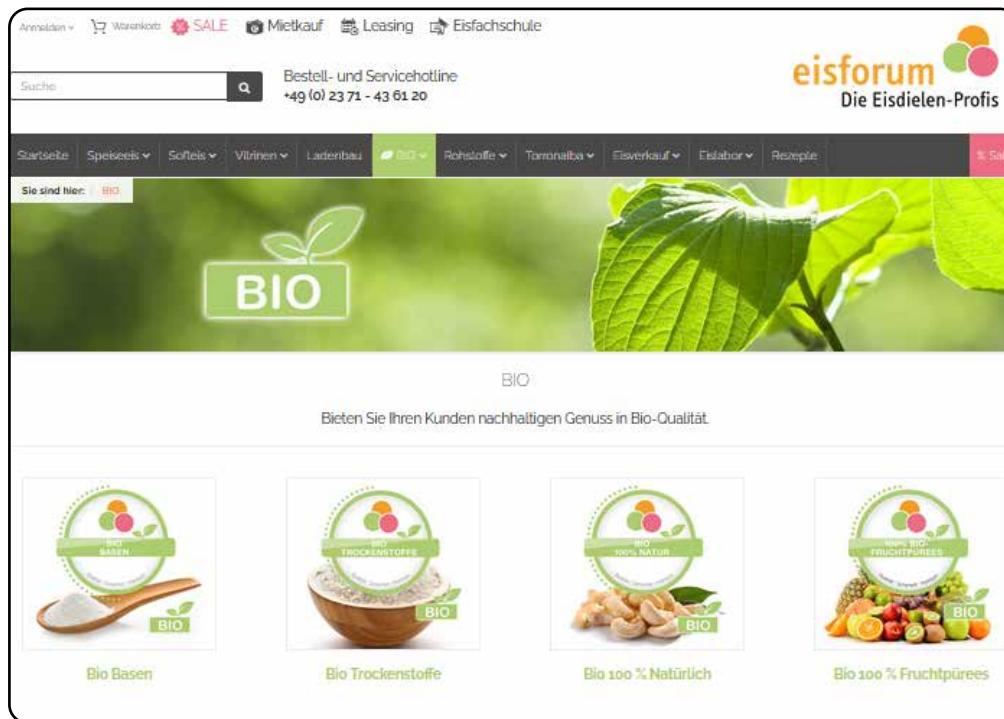 Anmelden
Warenkorb
SALE
Mietkauf
Leasing
Eisfachschule
Suche
Bestell- und Servicehotline
+49 (0) 23 71 - 43 61 20
eisforum
Die Eisdielen-Profis
Startseite Speiseeis Softeis Vitrinen Ladenbau BIO Rohstoffe Torronalba Eisverkauf Eislabor Rezepte % Sal
Sie sind hier: BIO
BIO
BIO
Bieten Sie Ihren Kunden nachhaltigen Genuss in Bio-Qualität.
BIO
BASEN
BIO
BIO
TROCKENSTOFFE
BIO
BIO
100% NATUR
BIO
100% BIO-
FRUCHTPÜREES
BIO
Bio Basen
Bio Trockenstoffe
Bio 100 % Natürlich
Bio 100 % Fruchtpürees